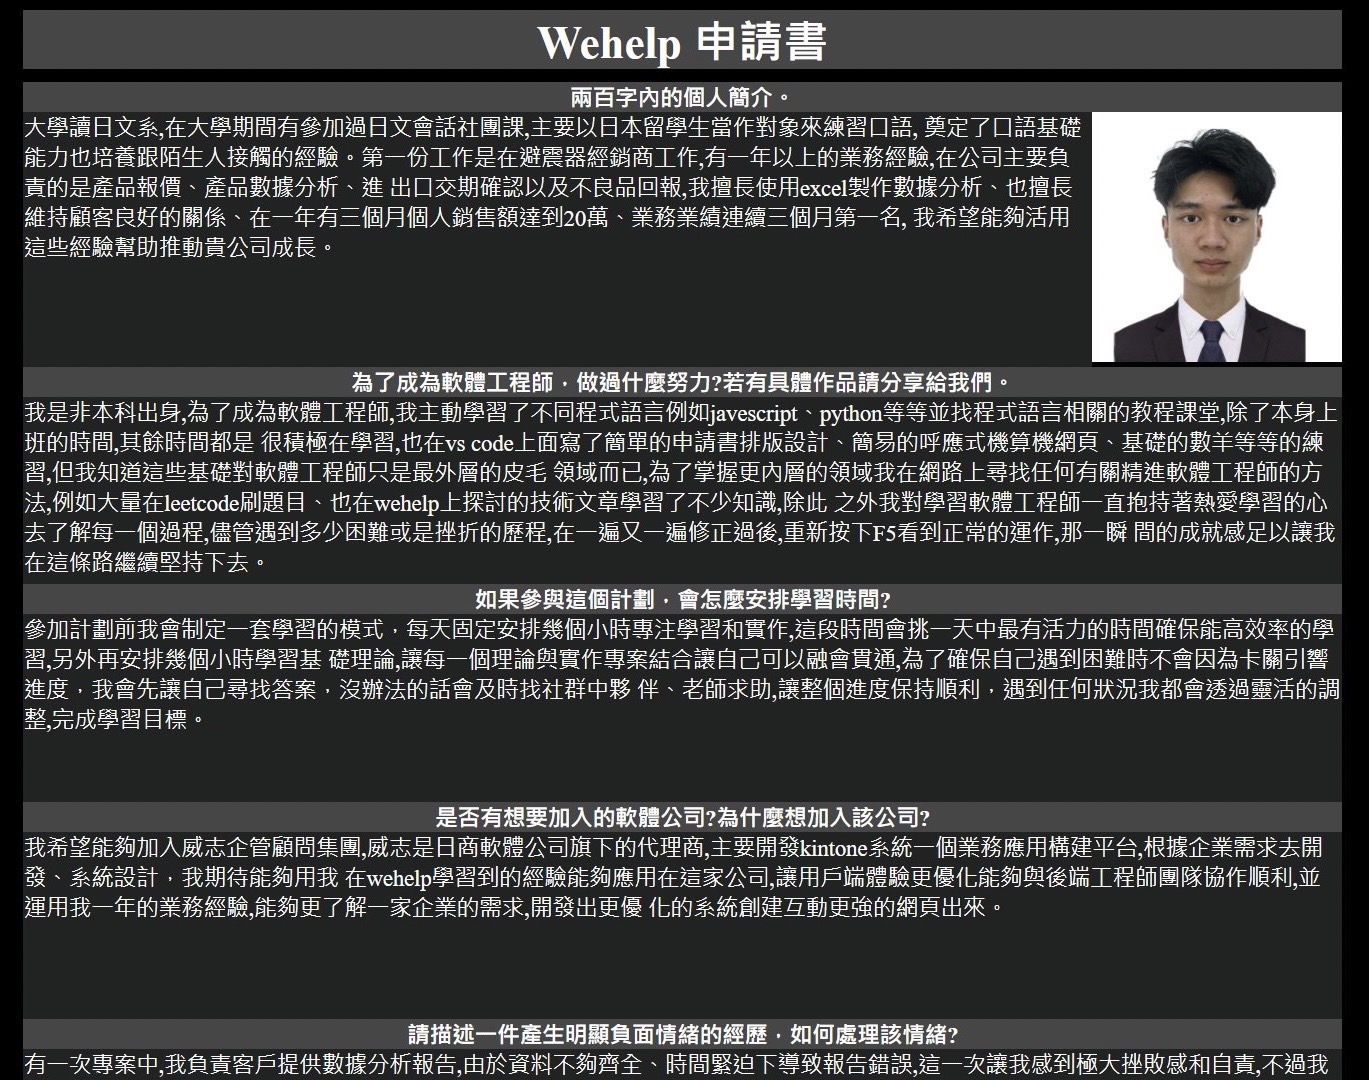 Wehelp 申請書
兩百字內的個人簡介。
大學讀日文系,在大學期間有參加過日文會話社團課,主要以日本留學生當作對象來練習口語, 奠定了口語基礎
能力也培養跟陌生人接觸的經驗。第一份工作是在避震器經銷商工作,有一年以上的業務經驗,在公司主要負
責的是產品報價、產品數據分析、進 出口交期確認以及不良品回報,我擅長使用excel製作數據分析、也擅長
維持顧客良好的關係、在一年有三個月個人銷售額達到20萬、業務業績連續三個月第一名, 我希望能夠活用
這些經驗幫助推動貴公司成長。
為了成為軟體工程師，做過什麼努力?若有具體作品請分享給我們。
我是非本科出身,為了成為軟體工程師,我主動學習了不同程式語言例如javescript、python等等並找程式語言相關的教程課堂,除了本身上
班的時間,其餘時間都是 很積極在學習,也在vs code上面寫了簡單的申請書排版設計、簡易的呼應式機算機網頁、基礎的數羊等等的練
習,但我知道這些基礎對軟體工程師只是最外層的皮毛 領域而已,為了掌握更內層的領域我在網路上尋找任何有關精進軟體工程師的方
法,例如大量在leetcode刷題目、也在wehelp上探討的技術文章學習了不少知識,除此 之外我對學習軟體工程師一直抱持著熱愛學習的心
去了解每一個過程,儘管遇到多少困難或是挫折的歷程,在一遍又一遍修正過後,重新按下F5看到正常的運作,那一瞬 間的成就感足以讓我
在這條路繼續堅持下去。
如果參與這個計劃，會怎麼安排學習時間?
參加計劃前我會制定一套學習的模式，每天固定安排幾個小時專注學習和實作,這段時間會挑一天中最有活力的時間確保能高效率的學
習,另外再安排幾個小時學習基 礎理論,讓每一個理論與實作專案結合讓自己可以融會貫通,為了確保自己遇到困難時不會因為卡關引響
進度，我會先讓自己尋找答案，沒辦法的話會及時找社群中夥 伴、老師求助,讓整個進度保持順利，遇到任何狀況我都會透過靈活的調
整,完成學習目標。
是否有想要加入的軟體公司?為什麼想加入該公司?
我希望能夠加入威志企管顧問集團,威志是日商軟體公司旗下的代理商,主要開發kintone系統一個業務應用構建平台,根據企業需求去開
發、系統設計，我期待能夠用我 在wehelp學習到的經驗能夠應用在這家公司,讓用戶端體驗更優化能夠與後端工程師團隊協作順利,並
運用我一年的業務經驗,能夠更了解一家企業的需求,開發出更優 化的系統創建互動更強的網頁出來。
請描述一件產生明顯負面情緒的經歷，如何處理該情緒?
有一次專案中,我負責客戶提供數據分析報告,由於資料不夠齊全、時間緊迫下導致報告錯誤,這一次讓我感到極大挫敗感和自責,不過我